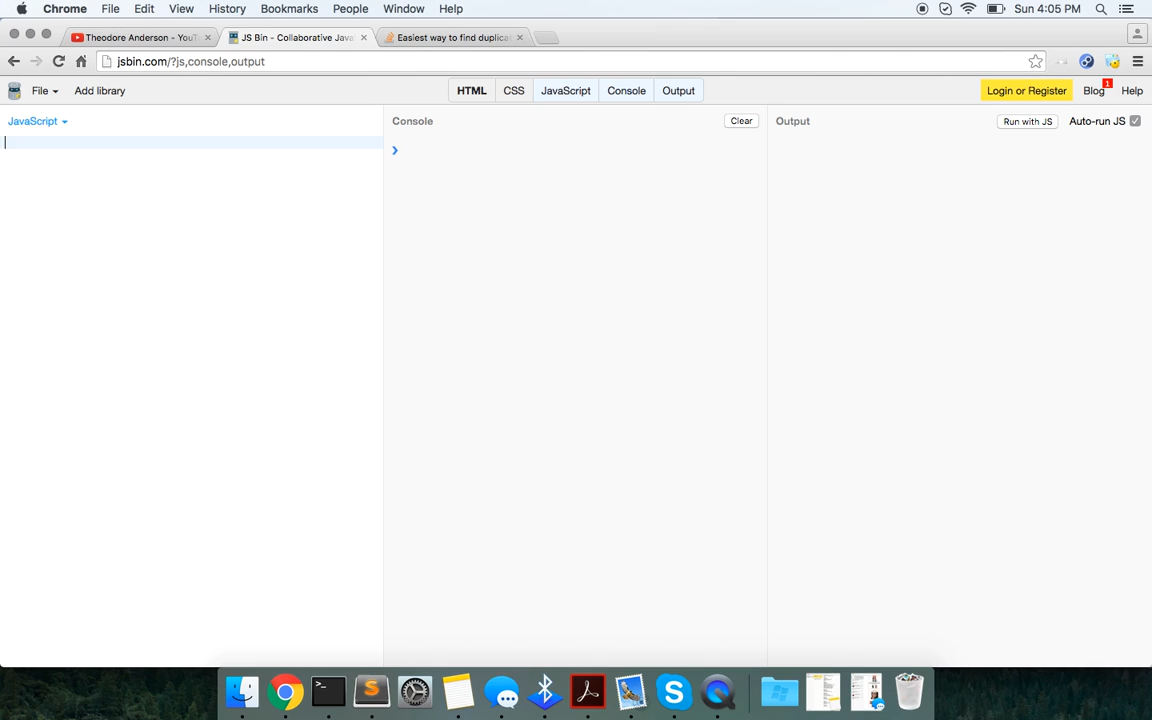 Chrome File Edit View History Bookmarks People Window Help Sun 4:05 PM
Theodore Anderson - YouT JS Bin - Collaborative Java Easiest way to find duplicat
jsbin.com/?js,console,output
File Add library HTML CSS JavaScript Console Output Login or Register Blog 1 Help
JavaScript Console Clear Output Run with JS Auto-run JS